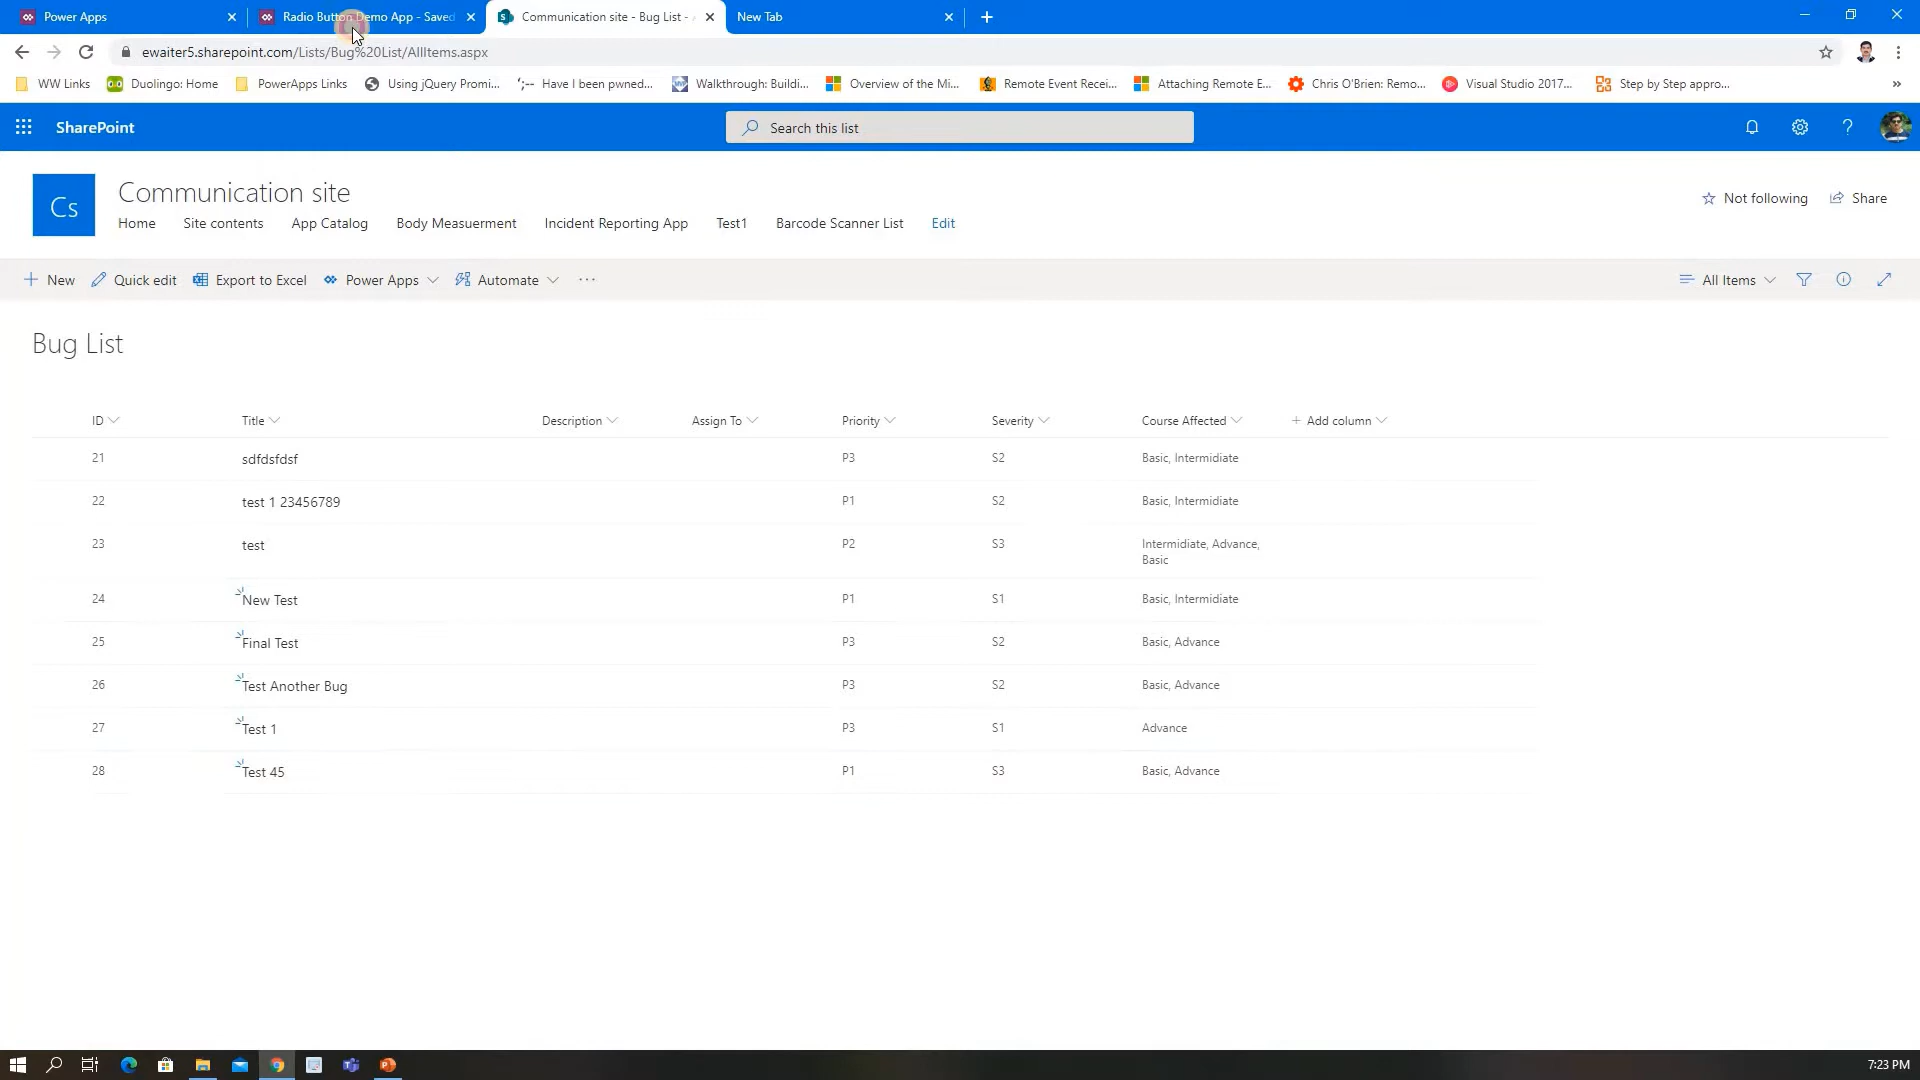 Power Apps
Radio Button Demo App - Saved
Communication site - Bug List -
New Tab
ewaiter5.sharepoint.com/Lists/Bug%20List/AllItems.aspx
WW Links
Duolingo: Home
PowerApps Links
Using jQuery Promi...
Have I been pwned...
Walkthrough: Buildi...
Overview of the Mi...
Remote Event Recei...
Attaching Remote E...
Chris O'Brien: Remo...
Visual Studio 2017...
Step by Step appro...
SharePoint
Search this list
Cs
Communication site
Home Site contents App Catalog Body Measuerment Incident Reporting App Test1 Barcode Scanner List Edit
Not following
Share
New Quick edit Export to Excel Power Apps Automate ...
All Items
Bug List
ID Title Description Assign To Priority Severity Course Affected + Add column
21 sdfdsfdsf P3 S2 Basic, Intermidiate
22 test 1 23456789 P1 S2 Basic, Intermidiate
23 test P2 S3 Intermidiate, Advance,
Basic
24 New Test P1 S1 Basic, Intermidiate
25 Final Test P3 S2 Basic, Advance
26 Test Another Bug P3 S2 Basic, Advance
27 Test 1 P3 S1 Advance
28 Test 45 P1 S3 Basic, Advance
7:23 PM